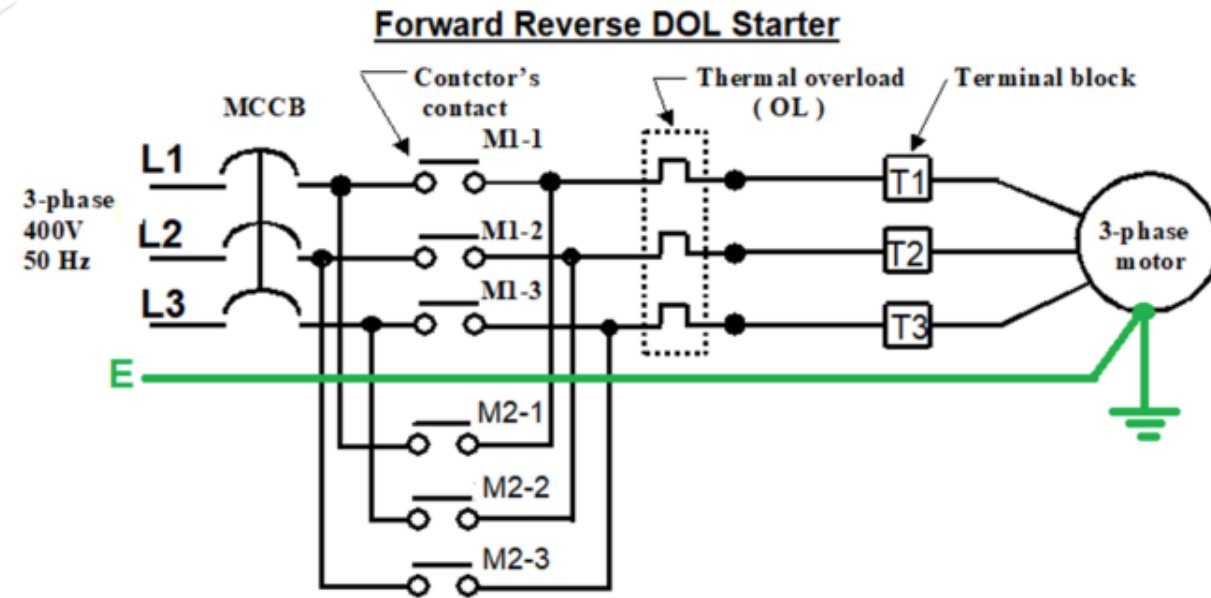 Forward Reverse DOL Starter
Contctor's
contact
Thermal overload
( OL )
Terminal block
MCCB
M1-1
L1
T1
3-phase
400V
50 Hz
L2
M1-2
T2
3-phase
motor
L3
M1-3
T3
E
M2-1
M2-2
M2-3